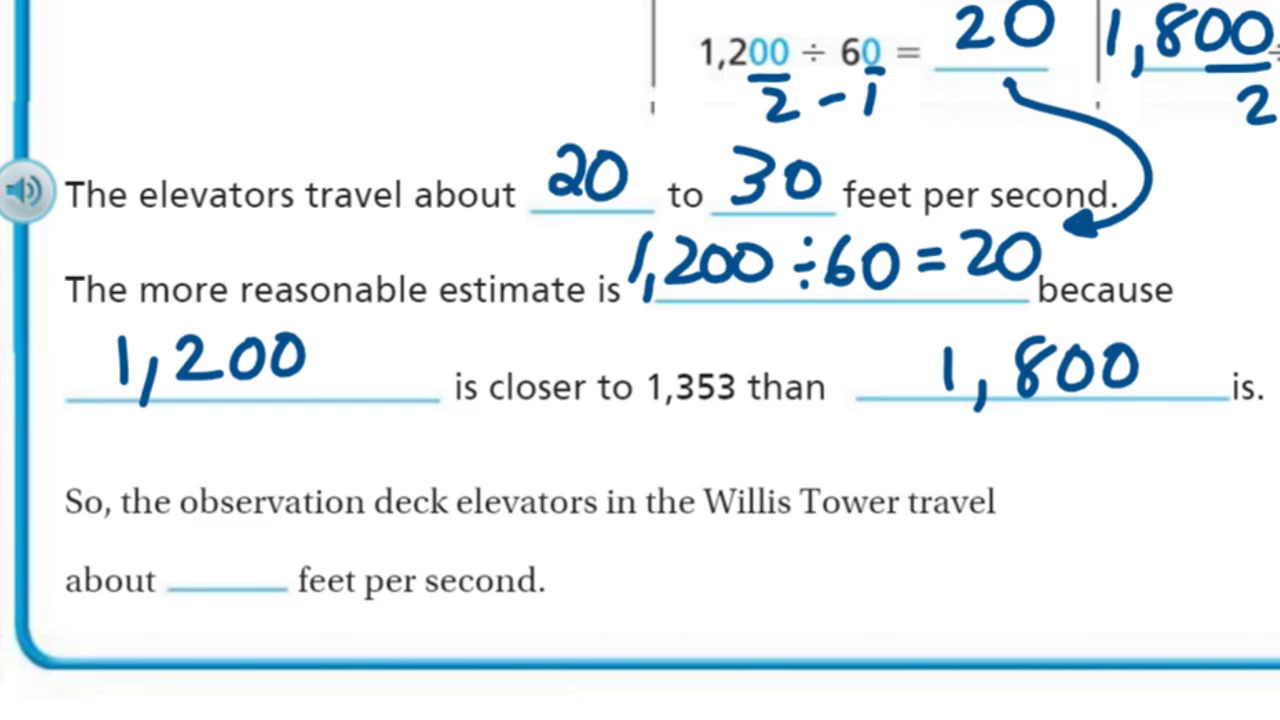 1,200 ÷ 60 = 20 1,800 ÷
2 - 1 2
The elevators travel about 20 to 30 feet per second.
The more reasonable estimate is 1,200 ÷ 60 = 20 because
1,200 is closer to 1,353 than 1,800 is.
So, the observation deck elevators in the Willis Tower travel
about ______ feet per second.